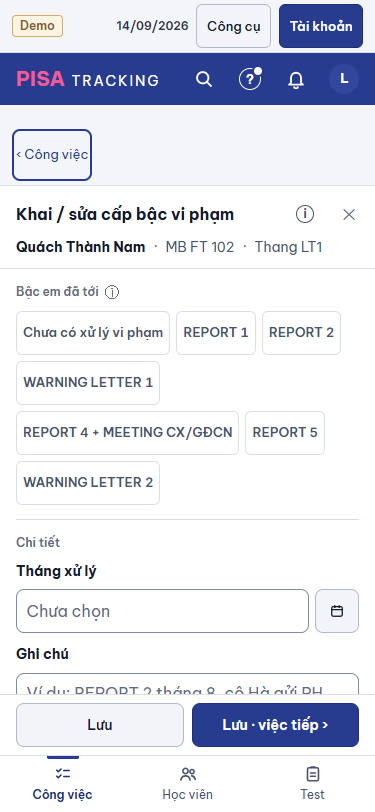 Demo
14/09/2026
Công cụ
Tài khoản
PISA TRACKING
?
L
‹ Công việc
Khai / sửa cấp bậc vi phạm
Quách Thành Nam · MB FT 102 · Thang LT1
Bậc em đã tới
Chưa có xử lý vi phạm
REPORT 1
REPORT 2
WARNING LETTER 1
REPORT 4 + MEETING CX/GĐCN
REPORT 5
WARNING LETTER 2
Chi tiết
Tháng xử lý
Chưa chọn
Ghi chú
Ví dụ: REPORT 2 tháng 8, cô Hà gửi PH
Lưu
Lưu · việc tiếp ›
Công việc
Học viên
Test